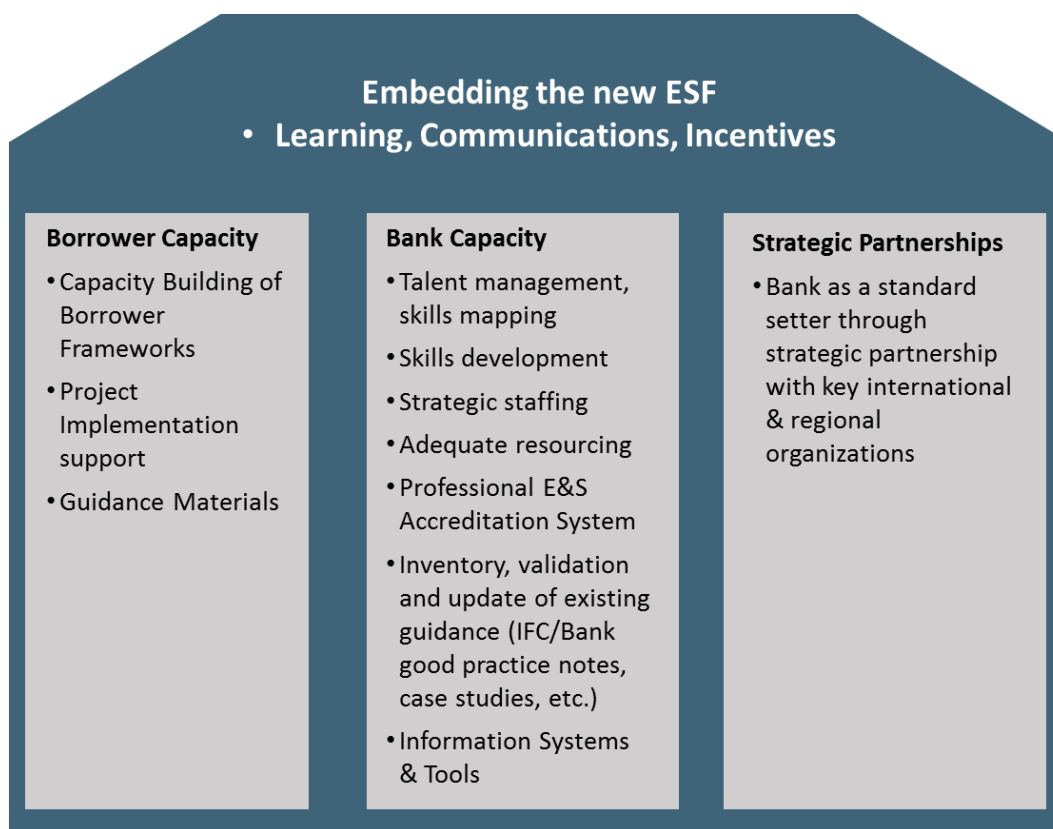 Embedding the new ESF
• Learning, Communications, Incentives
Borrower Capacity
• Capacity Building of
Borrower
Frameworks
• Project
Implementation
support
• Guidance Materials
Bank Capacity
• Talent management,
skills mapping
• Skills development
• Strategic staffing
• Adequate resourcing
• Professional E&S
Accreditation System
• Inventory, validation
and update of existing
guidance (IFC/Bank
good practice notes,
case studies, etc.)
• Information Systems
& Tools
Strategic Partnerships
• Bank as a standard
setter through
strategic partnership
with key international
& regional
organizations